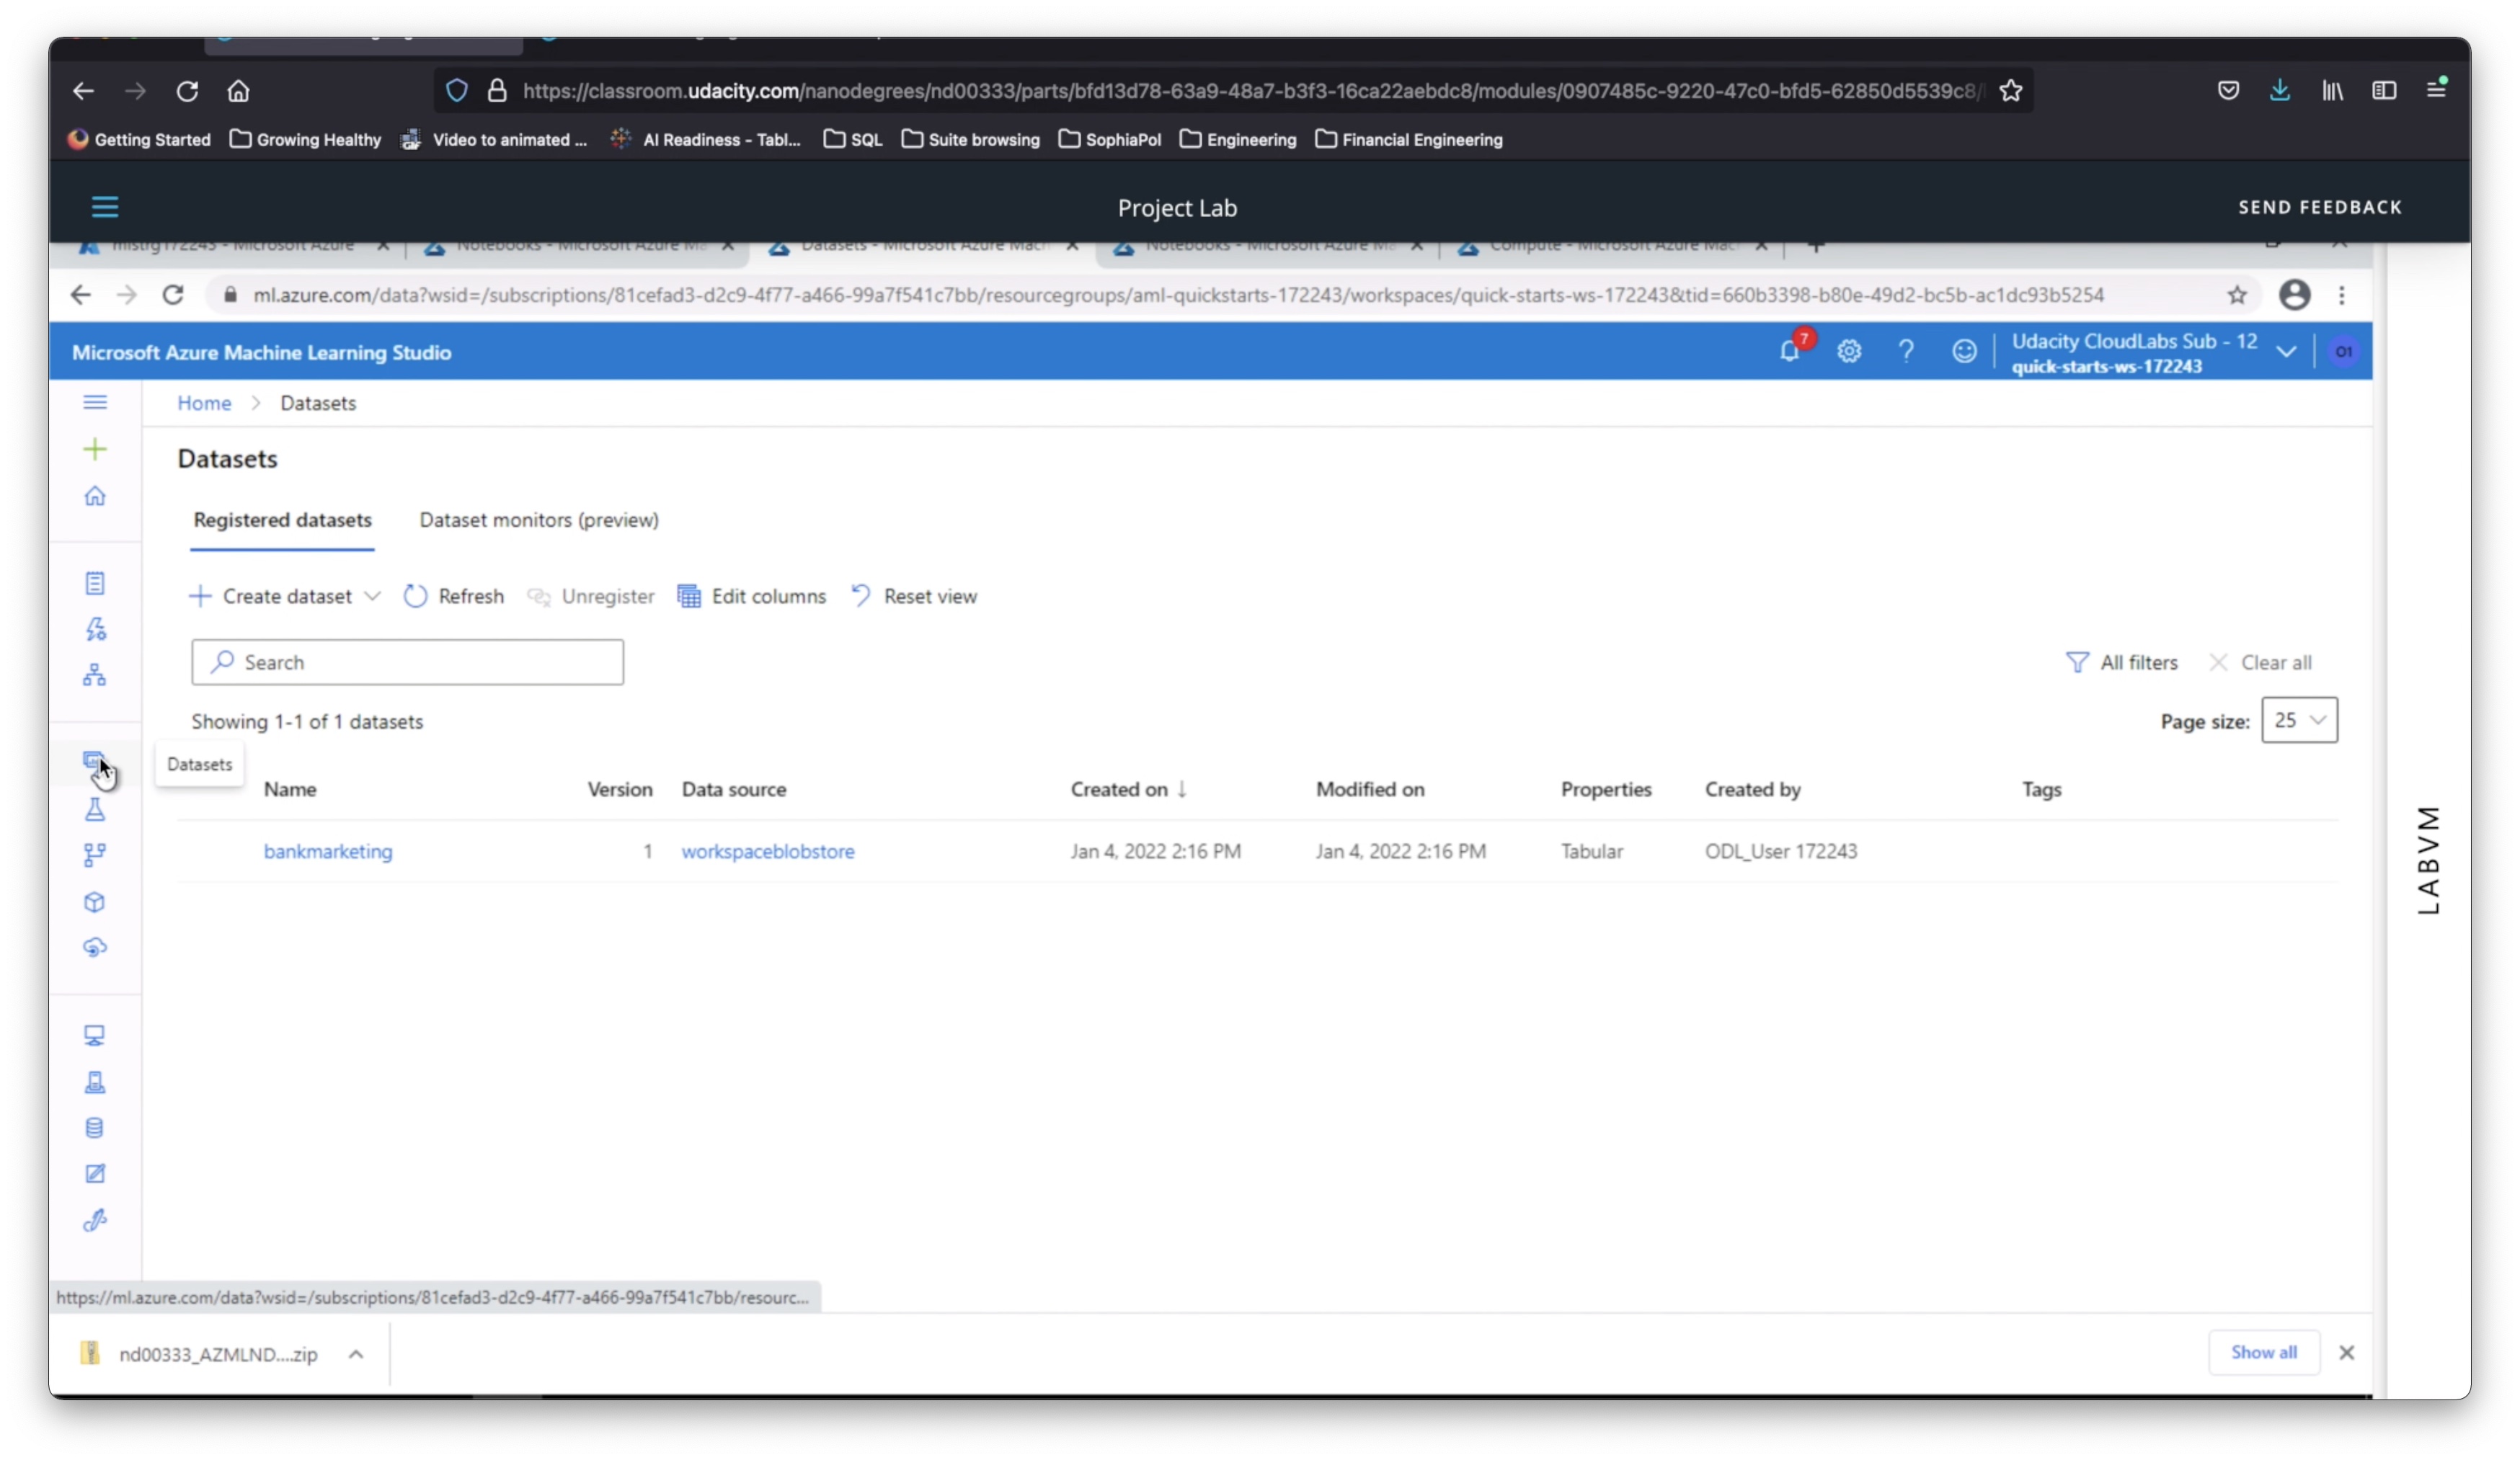 https://classroom.udacity.com/nanodegrees/nd00333/parts/bfd13d78-63a9-48a7-b3f3-16ca22aebdc8/modules/0907485c-9220-47c0-bfd5-62850d5539c8/
Getting Started Growing Healthy Video to animated ... AI Readiness - Tabl... SQL Suite browsing SophiaPol Engineering Financial Engineering
Project Lab SEND FEEDBACK
Microsoft Azure Notebooks - Microsoft Azure Ma Datasets - Microsoft Azure Mach Notebooks - Microsoft Azure Ma Compute - Microsoft Azure Mac
ml.azure.com/data?wsid=/subscriptions/81cefad3-d2c9-4f77-a466-99a7f541c7bb/resourcegroups/aml-quickstarts-172243/workspaces/quick-starts-ws-172243&tid=660b3398-b80e-49d2-bc5b-ac1dc93b5254
Microsoft Azure Machine Learning Studio 7 Udacity CloudLabs Sub - 12 O1
quick-starts-ws-172243
Home > Datasets
Datasets
Registered datasets Dataset monitors (preview)
Create dataset Refresh Unregister Edit columns Reset view
Search All filters Clear all
Showing 1-1 of 1 datasets Page size: 25
Datasets
Name Version Data source Created on ↓ Modified on Properties Created by Tags
bankmarketing 1 workspaceblobstore Jan 4, 2022 2:16 PM Jan 4, 2022 2:16 PM Tabular ODL_User 172243
LABVM
https://ml.azure.com/data?wsid=/subscriptions/81cefad3-d2c9-4f77-a466-99a7f541c7bb/resourc...
nd00333_AZMLND....zip Show all